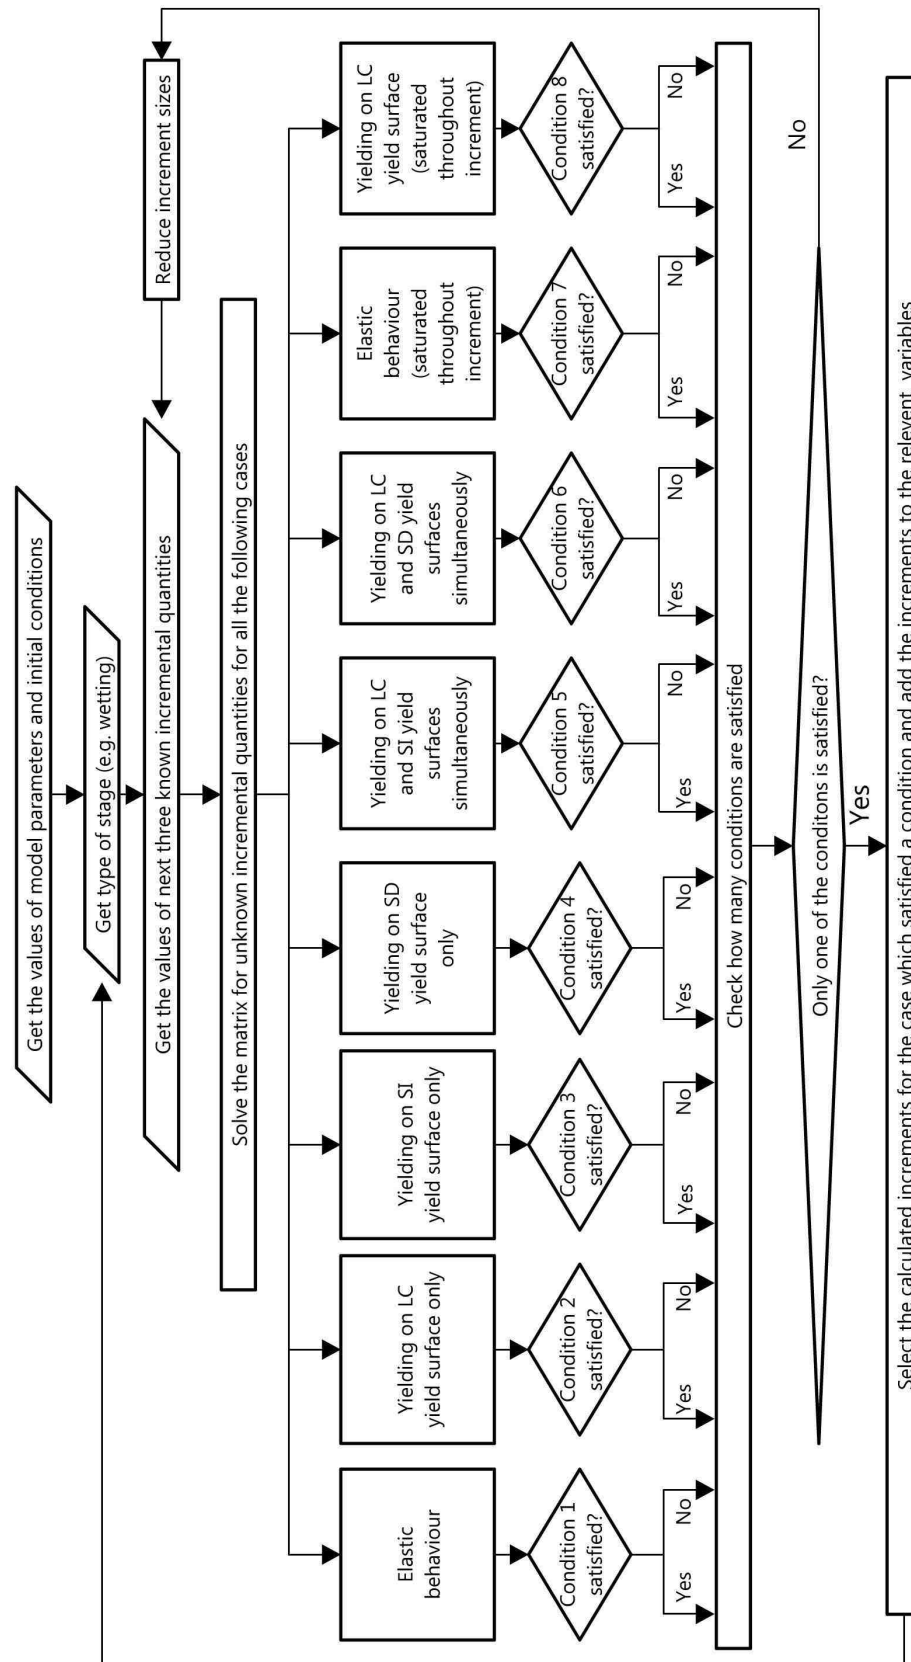 Get the values of model parameters and initial conditions
Get type of stage (e.g. wetting)
Reduce increment sizes
Get the values of next three known incremental quantities
Solve the matrix for unknown incremental quantities for all the following cases
Elastic
behaviour
Yielding on LC
yield surface only
Yielding on SI
yield surface only
Yielding on SD
yield surface
only
Yielding on LC
and SI yield
surfaces
simultaneously
Yielding on LC
and SD yield
surfaces
simultaneously
Elastic
behaviour
(saturated
throughout
increment)
Yielding on LC
yield surface
(saturated
throughout
increment)
Condition 1
satisfied?
Condition 2
satisfied?
Condition 3
satisfied?
Condition 4
satisfied?
Condition 5
satisfied?
Condition 6
satisfied?
Condition 7
satisfied?
Condition 8
satisfied?
Yes
No
Yes
No
Yes
No
Yes
No
Yes
No
Yes
No
Yes
No
Yes
No
Check how many conditions are satisfied
Only one of the conditons is satisfied?
No
Yes
Select the calculated increments for the case which satisfied a condition and add the increments to the relevent variables